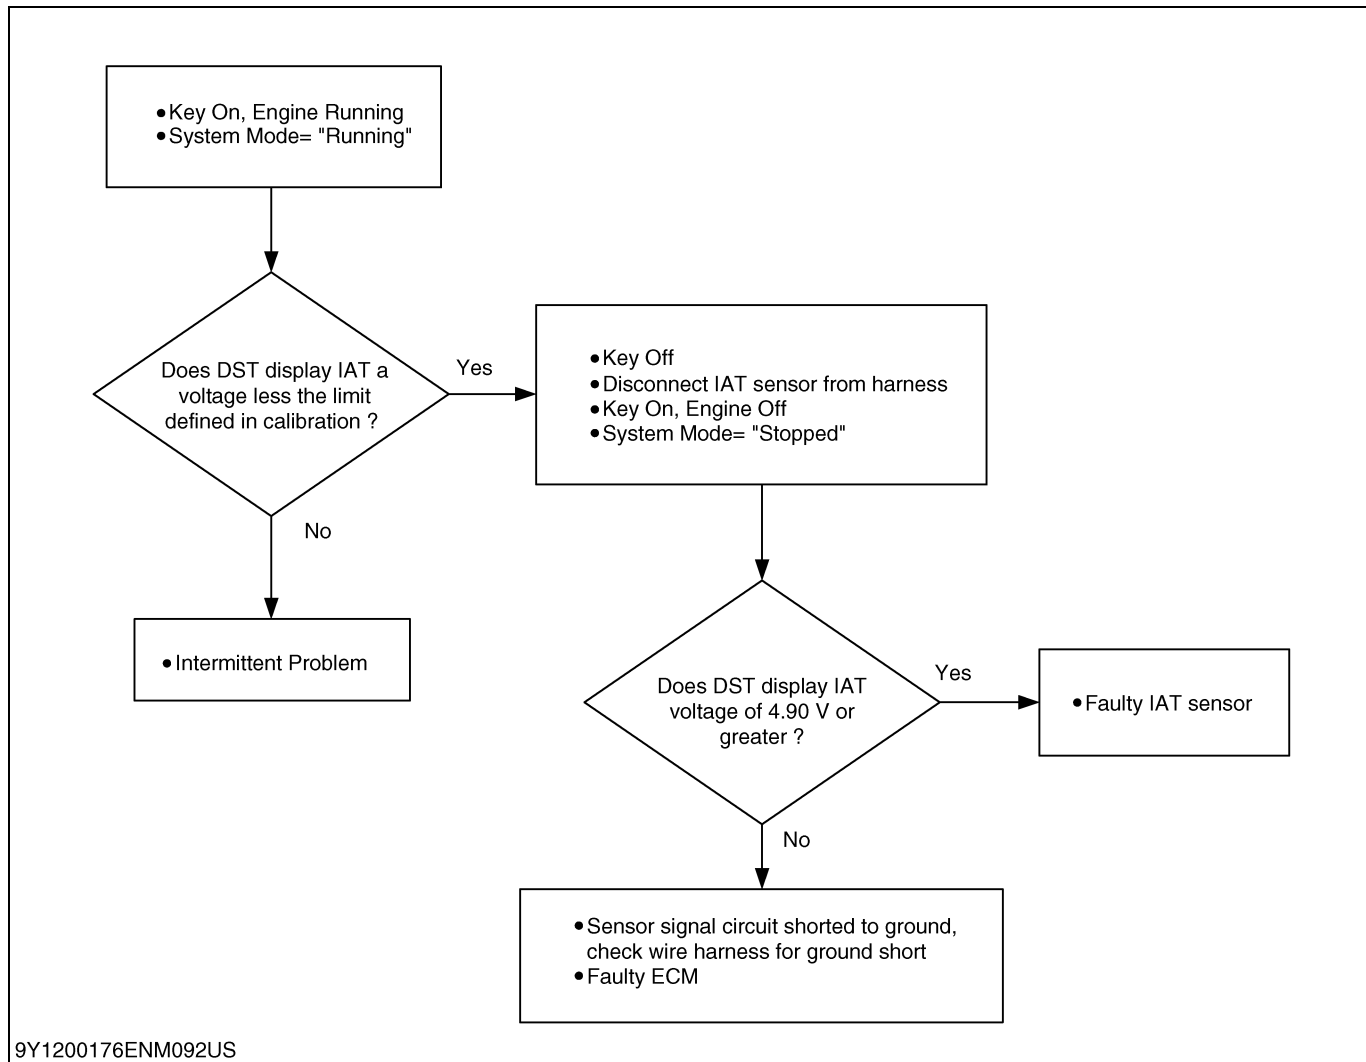 ●Key On, Engine Running
●System Mode= "Running"
Does DST display IAT a
voltage less the limit
defined in calibration ?
Yes
No
●Intermittent Problem
●Key Off
●Disconnect IAT sensor from harness
●Key On, Engine Off
●System Mode= "Stopped"
Does DST display IAT
voltage of 4.90 V or
greater ?
Yes
●Faulty IAT sensor
No
●Sensor signal circuit shorted to ground,
check wire harness for ground short
●Faulty ECM
9Y1200176ENM092US